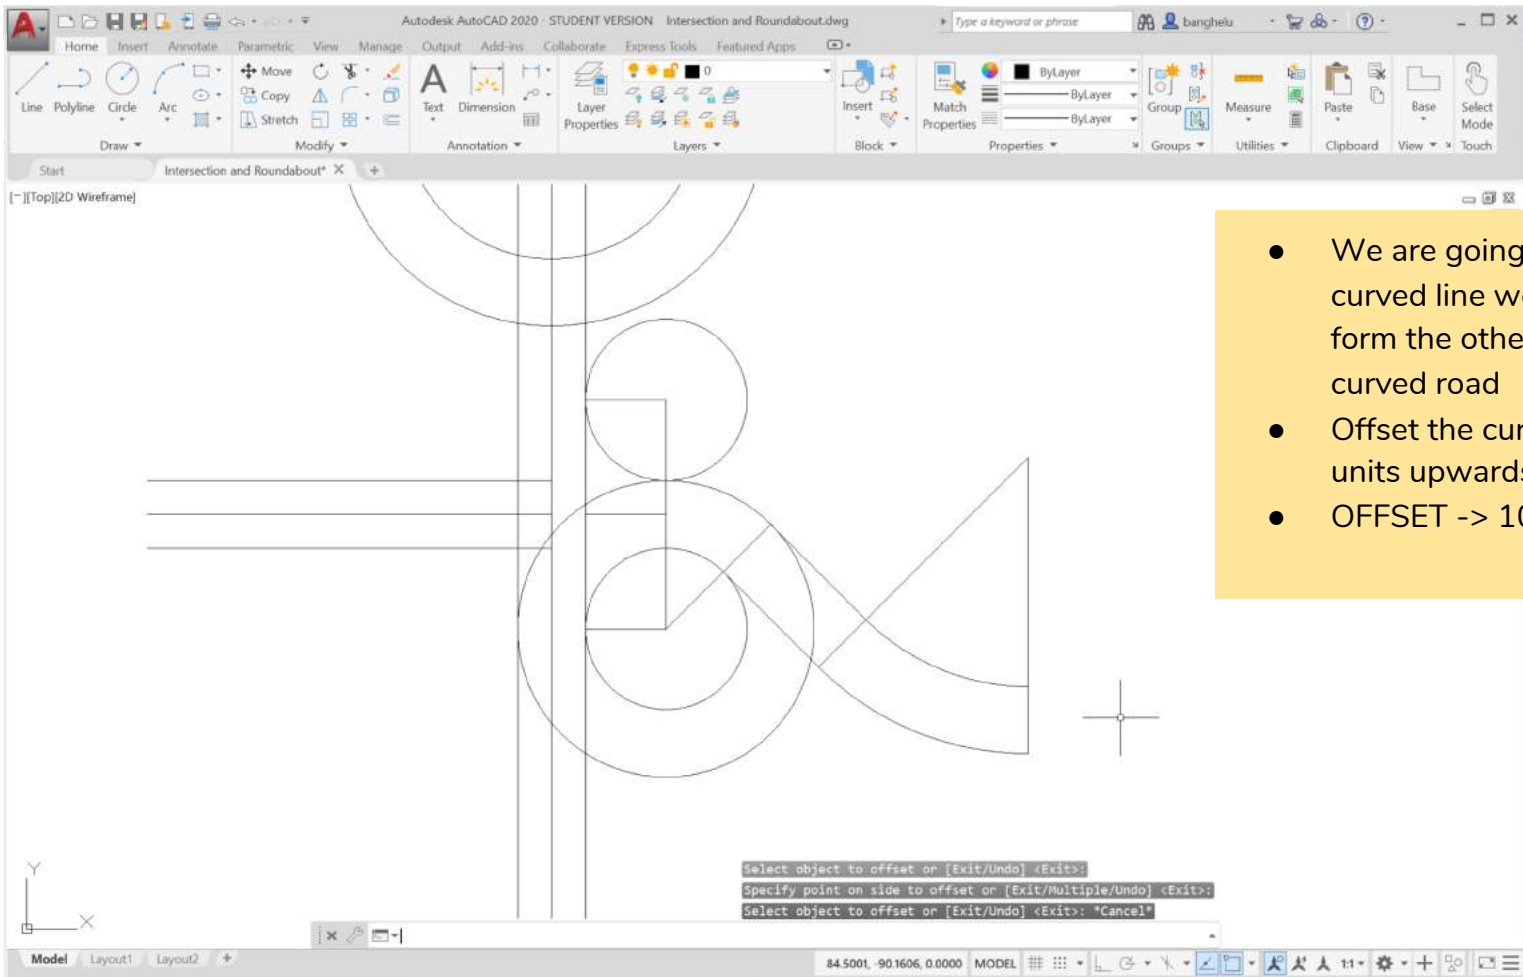 Autodesk AutoCAD 2020 - STUDENT VERSION Intersection and Roundabout.dwg
Type a keyword or phrase
banghelu
Home Insert Annotate Parametric View Manage Output Add-ins Collaborate Express Tools Featured Apps
Line Polyline Circle Arc
Move
Copy
Stretch
Text Dimension
Layer Properties
0
Insert
Match Properties
ByLayer
ByLayer
ByLayer
Group
Measure
Paste
Base
Select Mode
Draw Modify Annotation Layers Block Properties Groups Utilities Clipboard View Touch
Start Intersection and Roundabout* +
[-][Top][2D Wireframe]
● We are going
curved line w
form the othe
curved road
● Offset the cur
units upwards
● OFFSET -> 10
Y
X
Select object to offset or [Exit/Undo] <Exit>:
Specify point on side to offset or [Exit/Multiple/Undo] <Exit>:
Select object to offset or [Exit/Undo] <Exit>: *Cancel*
Model Layout1 Layout2 +
84.5001, -90.1606, 0.0000 MODEL 1:1